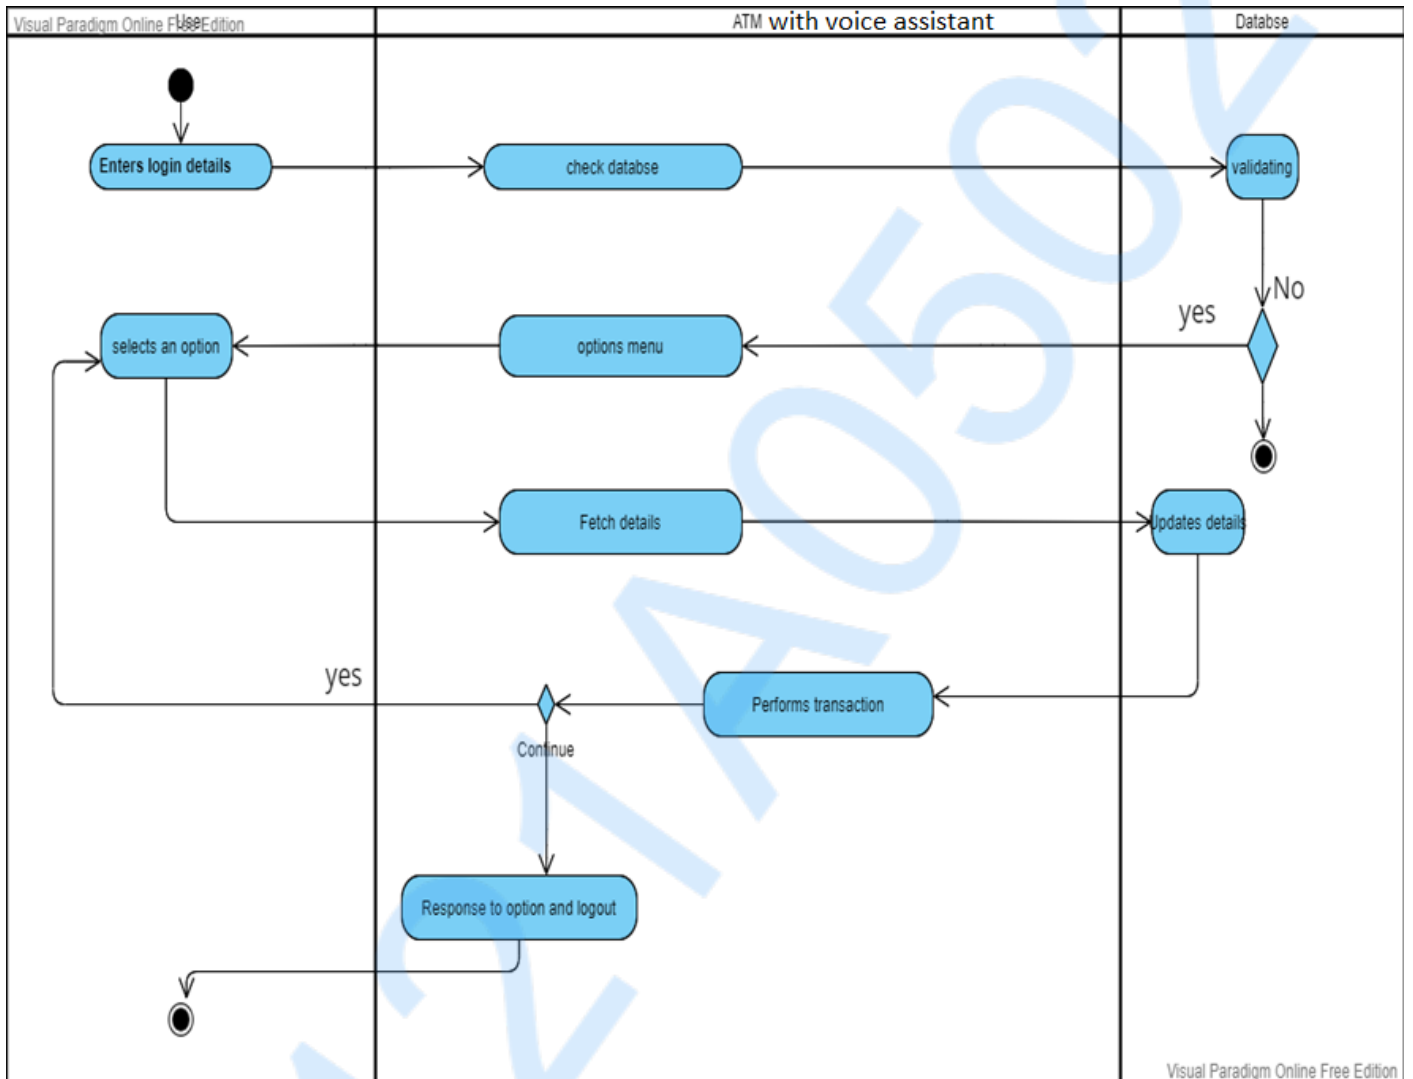 Visual Paradigm Online Free Edition
Use
ATM with voice assistant
Databse
Enters login details
check databse
validating
No
yes
selects an option
options menu
Fetch details
Updates details
yes
Performs transaction
Continue
Response to option and logout
Visual Paradigm Online Free Edition
21A0502